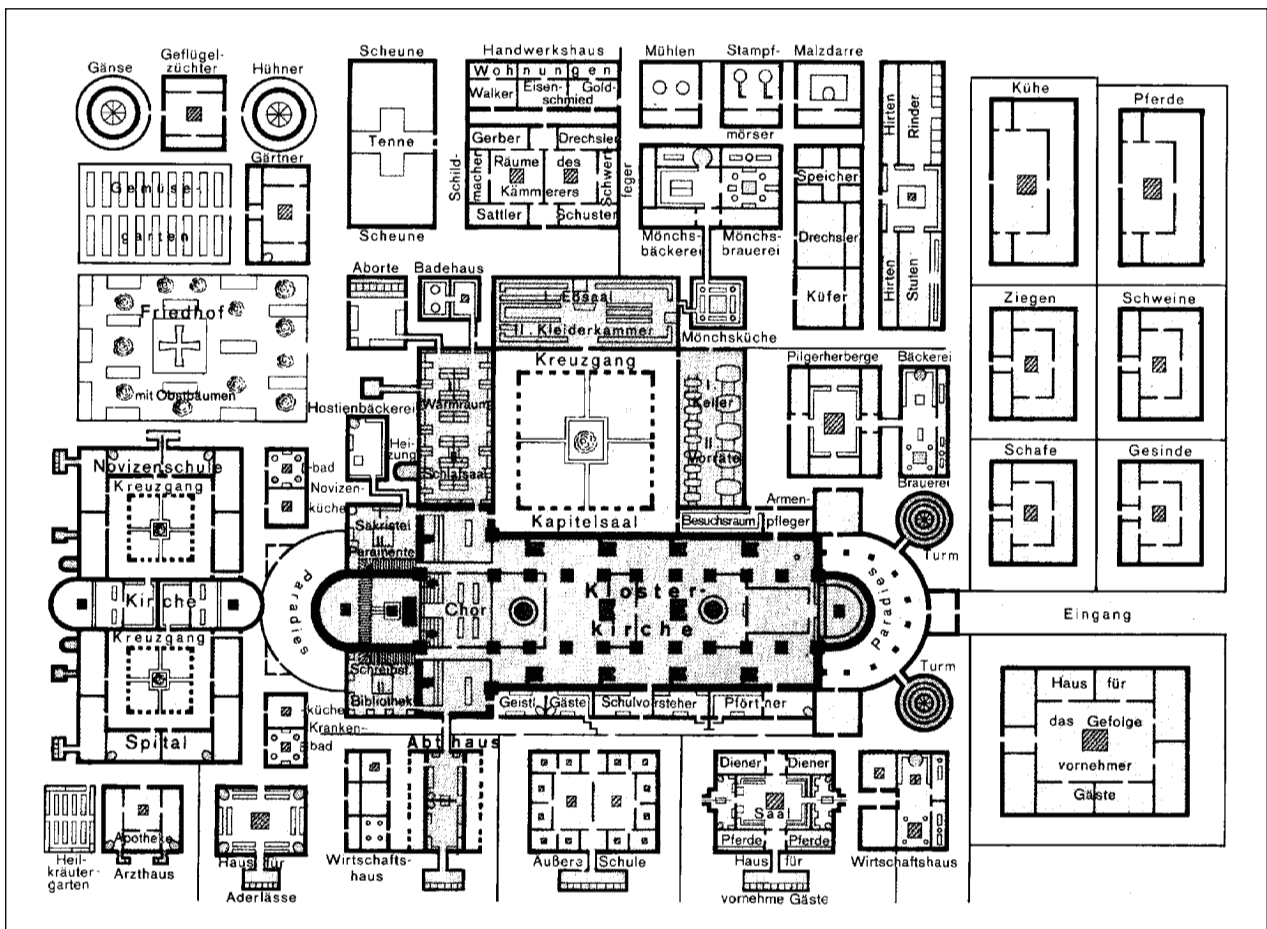 Gänse
Geflügel-
züchter
Hühner
Scheune
Tenne
Scheune
Handwerkshaus
Wohnungen
Walker
Eisen-
Gold-
schmied
Gerber
Drechsler
Schild-
macher
Räume des
Kämmerers
Schwert
feger
Sattler
Schuster
Mühlen
Stampf-
mörser
Malzdarre
Mönchs-
bäckerei
Mönchs-
brauerei
Speicher
Drechsler
Küfer
Hirten
Rinder
Hirten
Stuten
Kühe
Pferde
Ziegen
Schweine
Schafe
Gesinde
Gärtner
Gemüse-
garten
Friedhof
mit Obstbäumen
Aborte
Badehaus
I. Eßsaal
II. Kleiderkammer
Mönchsküche
Kreuzgang
Kapitelsaal
I
Wärmraum
II
Schlafsaal
Hostienbäckerei
Hei-
zung
I.
Keller
II
Vorräte
Pilgerherberge
Bäckerei
Brauerei
Novizenschule
Kreuzgang
Kirche
Kreuzgang
Spital
bad
Novizen-
küche
Sakristei
II.
Paramente
Besuchsraum
Armen-
pfleger
Turm
Paradies
Chor
Kloster-
kirche
Paradies
Eingang
Turm
Schreibst.
II
Bibliothek
küche
Kranken-
bad
Geistl. Gäste
Schulvorsteher
Pförtner
Abthaus
Haus für
das Gefolge
vornehmer
Gäste
Heil-
kräuter-
garten
Apotheke
Arzthaus
Haus für
Aderlässe
Wirtschafts-
haus
Äußere Schule
Diener
Diener
Saal
Pferde
Pferde
Haus für
vornehme Gäste
Wirtschaftshaus